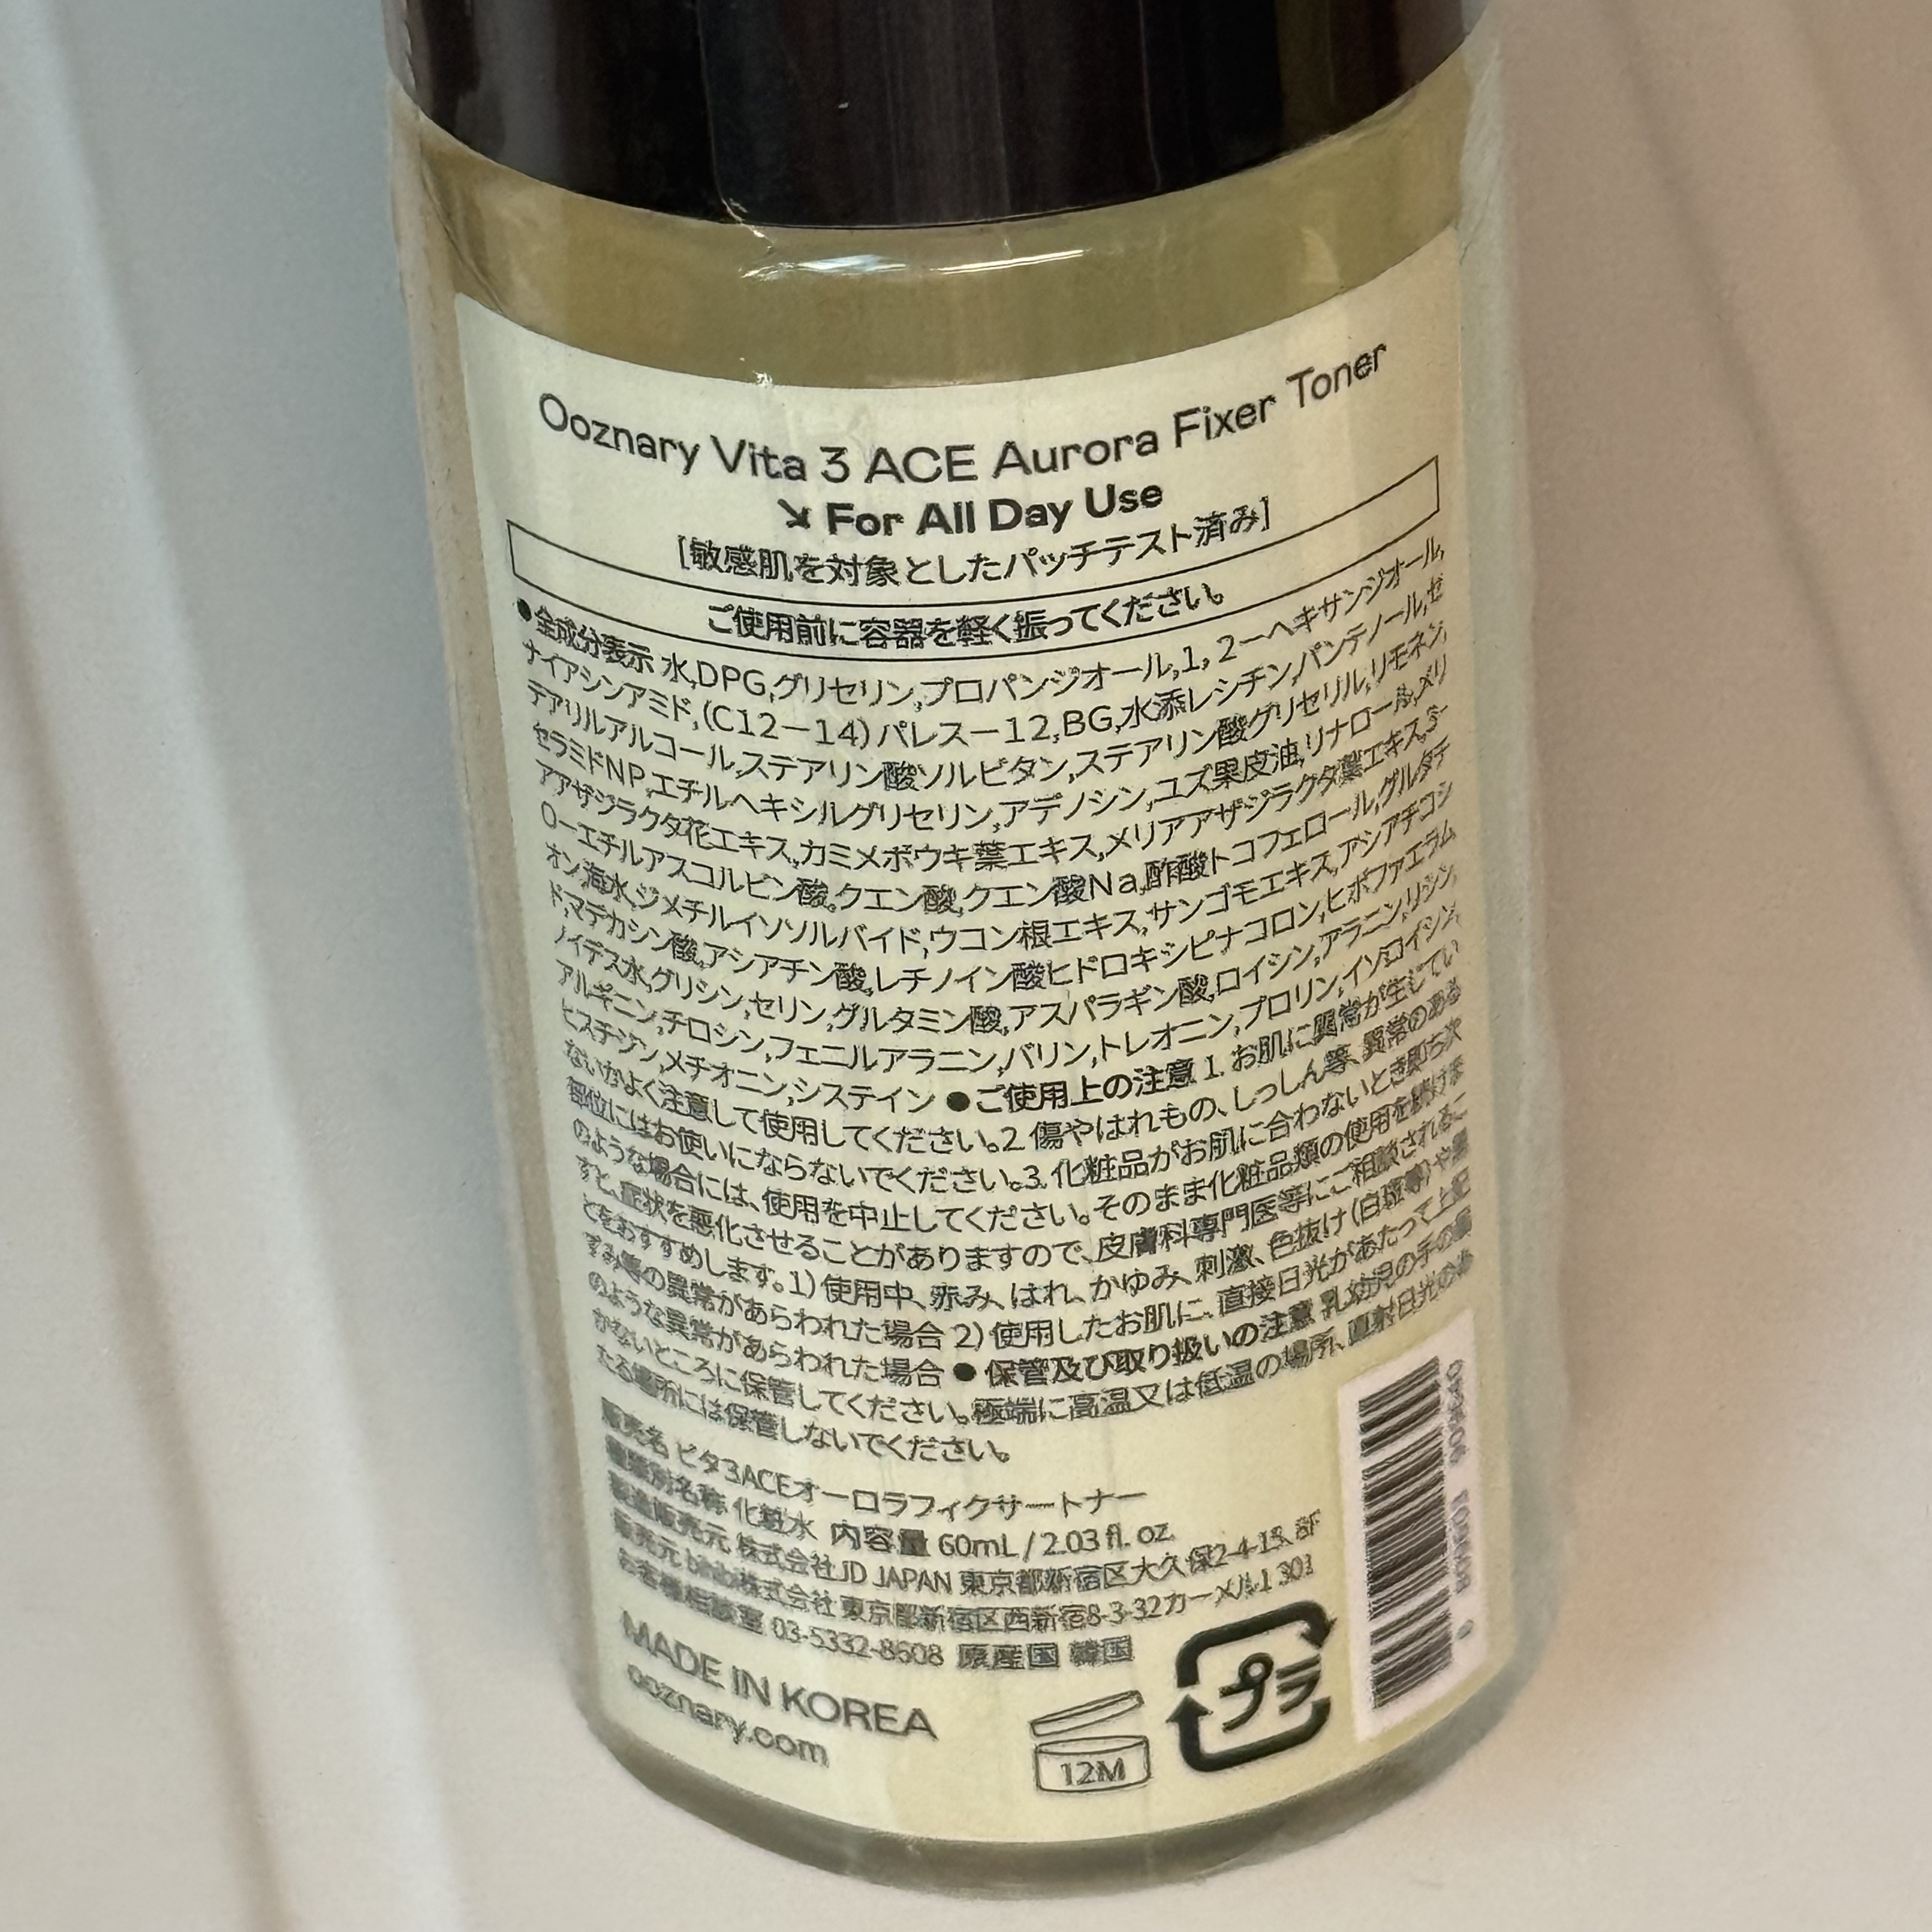 Ooznary Vita 3 ACE Aurora Fixer Toner
↘ For All Day Use
[敏感肌を対象としたパッチテスト済み]
ご使用前に容器を軽く振ってください。
●全成分表示 水,DPG,グリセリン,プロパンジオール,1,2-ヘキサンジオール,
ナイアシンアミド,(C12-14)パレス-12,BG,水添レシチン,パンテノール,セ
テアリルアルコール,ステアリン酸ソルビタン,ステアリン酸グリセリル,リモネン,
セラミドNP,エチルヘキシルグリセリン,アデノシン,ユズ果皮油,リナロール,メリ
アアザジラクタ花エキス,カミメボウキ葉エキス,メリアアザジラクタ葉エキス,3-
O-エチルアスコルビン酸,クエン酸,クエン酸Na,酢酸トコフェロール,グルタチ
オン,海水,ジメチルイソソルバイド,ウコン根エキス,サンゴモエキス,アシアチコシ
ド,マデカシン酸,アシアチン酸,レチノイン酸ヒドロキシピナコロン,ヒポファエラム
ノイデス水,グリシン,セリン,グルタミン酸,アスパラギン酸,ロイシン,アラニン,リシン,
アルギニン,チロシン,フェニルアラニン,バリン,トレオニン,プロリン,イソロイシン,
ヒスチジン,メチオニン,システイン ●ご使用上の注意 1. お肌に異常が生じてい
ないかよく注意して使用してください。2. 傷やはれもの、しっしん等、異常のある
部位にはお使いにならないでください。3. 化粧品がお肌に合わないとき即ち次
のような場合には、使用を中止してください。そのまま化粧品類の使用を続けま
すと、症状を悪化させることがありますので、皮膚科専門医等にご相談されるこ
とをおすすめします。1) 使用中、赤み、はれ、かゆみ、刺激、色抜け(白斑等)や黒
ずみ等の異常があらわれた場合 2) 使用したお肌に、直接日光があたって上記
のような異常があらわれた場合 ● 保管及び取り扱いの注意 乳幼児の手の届
かないところに保管してください。極端に高温又は低温の場所、直射日光のあ
たる場所には保管しないでください。
販売名 ビタ3ACEオーロラフィクサートナー
種類別名称 化粧水 内容量 60mL / 2.03 fl. oz.
製造販売元 株式会社JD JAPAN 東京都新宿区大久保2-4-15, 8F
販売元 株式会社 東京都新宿区西新宿8-3-32カーメル1 301
お客様相談室 03-5332-8608 原産国 韓国
MADE IN KOREA
ooznary.com
12M
プラ